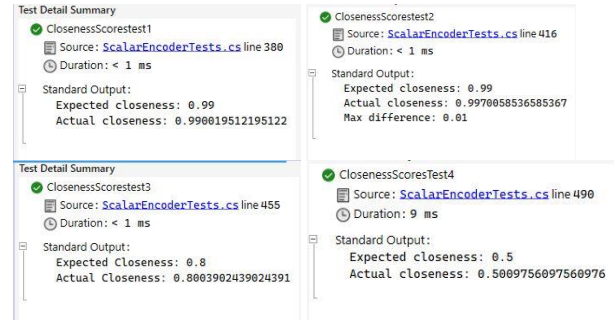 Test Detail Summary
ClosenessScorestest1
Source: ScalarEncoderTests.cs line 380
Duration: < 1 ms
Standard Output:
Expected closeness: 0.99
Actual closeness: 0.990019512195122
ClosenessScorestest2
Source: ScalarEncoderTests.cs line 416
Duration: < 1 ms
Standard Output:
Expected closeness: 0.99
Actual closeness: 0.9970058536585367
Max difference: 0.01
Test Detail Summary
ClosenessScorestest3
Source: ScalarEncoderTests.cs line 455
Duration: < 1 ms
Standard Output:
Expected Closeness: 0.8
Actual Closeness: 0.8003902439024391
ClosenessScoresTest4
Source: ScalarEncoderTests.cs line 490
Duration: 9 ms
Standard Output:
Expected closeness: 0.5
Actual closeness: 0.5009756097560976